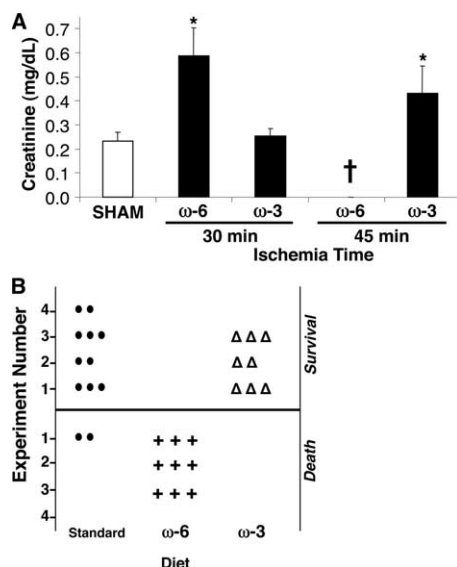 A
Creatinine (mg/dL)
0.7
0.6
0.5
0.4
0.3
0.2
0.1
0.0
* † *
SHAM ω-6 ω-3 ω-6 ω-3
30 min 45 min
Ischemia Time
B
Experiment Number
4
3
2
1
Survival
1
2
3
4
Death
Standard ω-6 ω-3
Diet